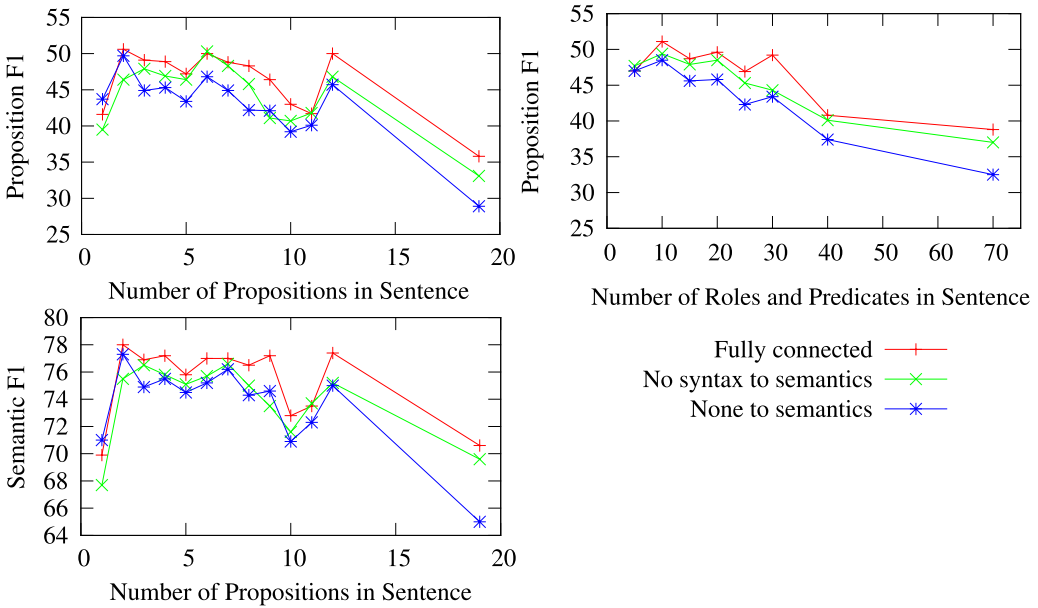 55
50
45
40
35
30
25
Proposition F1
0 5 10 15 20
Number of Propositions in Sentence
55
50
45
40
35
30
25
Proposition F1
0 10 20 30 40 50 60 70
Number of Roles and Predicates in Sentence
80
78
76
74
72
70
68
66
64
Semantic F1
0 5 10 15 20
Number of Propositions in Sentence
Fully connected
No syntax to semantics
None to semantics